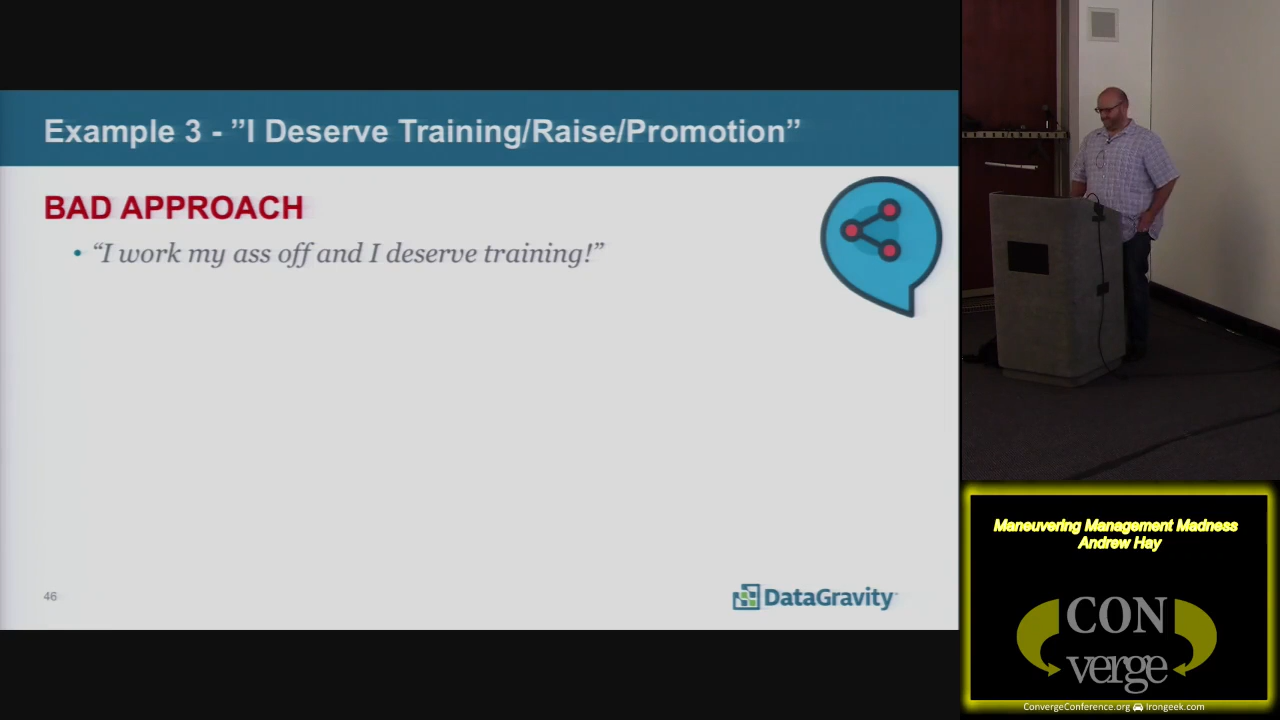 Example 3 - ”I Deserve Training/Raise/Promotion”
BAD APPROACH
• “I work my ass off and I deserve training!”
46
DataGravity
Maneuvering Management Madness
Andrew Hay
CON
verge
ConvergeConference.org Irongeek.com